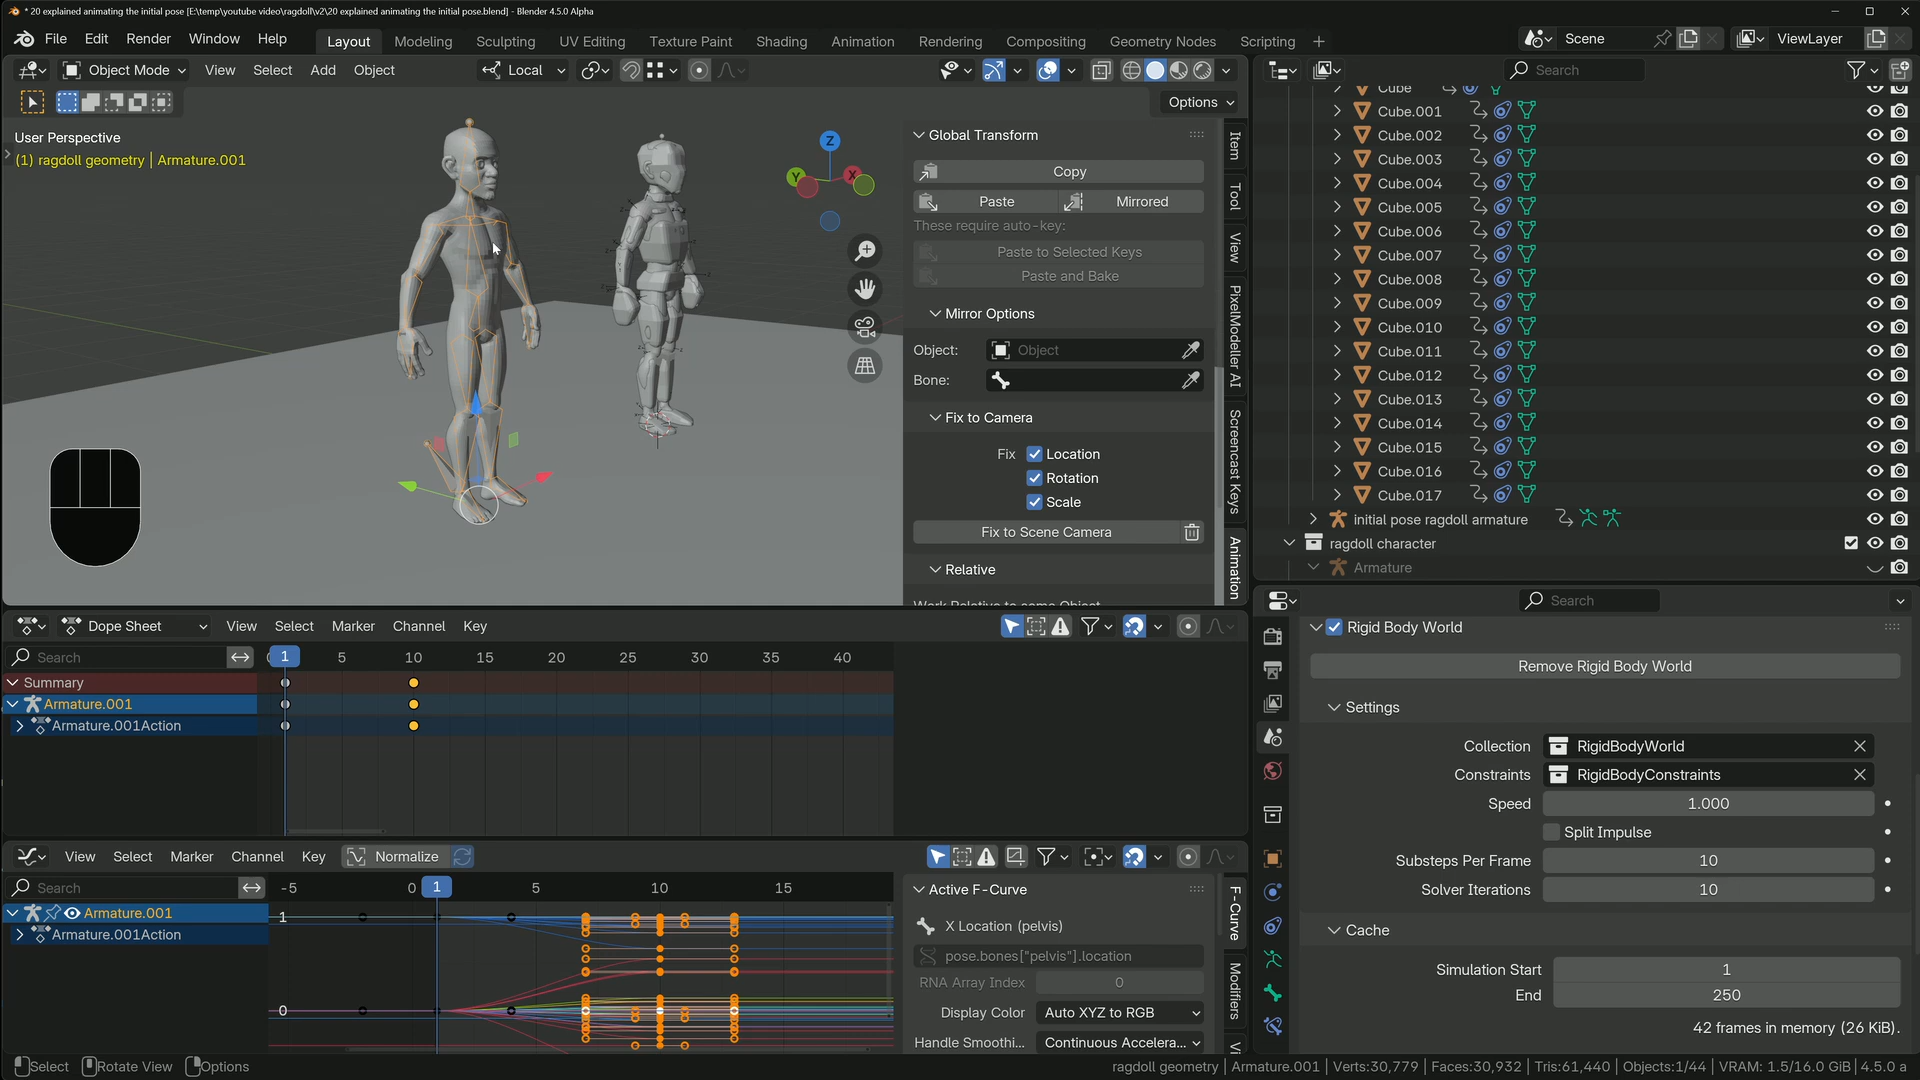 * 20 explained animating the initial pose [E:\temp\youtube video\ragdoll\v2\20 explained animating the initial pose.blend] - Blender 4.5.0 Alpha
File Edit Render Window Help
Layout Modeling Sculpting UV Editing Texture Paint Shading Animation Rendering Compositing Geometry Nodes Scripting +
Scene
ViewLayer
Object Mode View Select Add Object
Local
Search
Options
User Perspective
(1) ragdoll geometry | Armature.001
Z
Y
X
Global Transform
Copy
Paste
Mirrored
These require auto-key:
Paste to Selected Keys
Paste and Bake
Mirror Options
Object: Object
Bone:
Fix to Camera
Fix Location
Rotation
Scale
Fix to Scene Camera
Relative
Work Relative to some Object
Item
Tool
View
PixelModeller AI
Screencast Keys
Animation
Cube
Cube.001
Cube.002
Cube.003
Cube.004
Cube.005
Cube.006
Cube.007
Cube.008
Cube.009
Cube.010
Cube.011
Cube.012
Cube.013
Cube.014
Cube.015
Cube.016
Cube.017
initial pose ragdoll armature
ragdoll character
Armature
Dope Sheet View Select Marker Channel Key
Search
1 5 10 15 20 25 30 35 40
Summary
Armature.001
Armature.001Action
View Select Marker Channel Key Normalize
Search
-5 0 1 5 10 15
Armature.001
Armature.001Action
1
0
Active F-Curve
X Location (pelvis)
pose.bones["pelvis"].location
RNA Array Index 0
Display Color Auto XYZ to RGB
Handle Smoothi... Continuous Accelera...
F-Curve
Modifiers
Search
Rigid Body World
Remove Rigid Body World
Settings
Collection RigidBodyWorld
Constraints RigidBodyConstraints
Speed 1.000
Split Impulse
Substeps Per Frame 10
Solver Iterations 10
Cache
Simulation Start 1
End 250
42 frames in memory (26 KiB).
Select Rotate View Options
ragdoll geometry | Armature.001 | Verts:30,779 | Faces:30,932 | Tris:61,440 | Objects:1/44 | VRAM: 1.5/16.0 GiB | 4.5.0 a